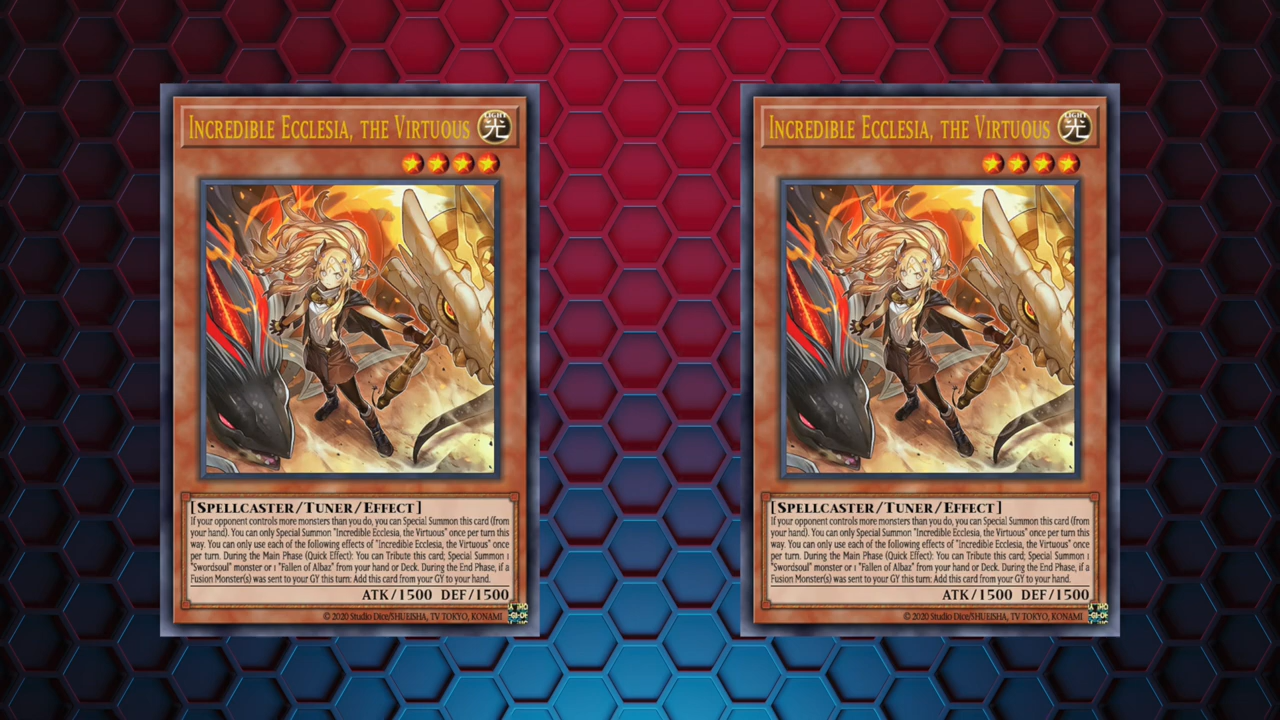 INCREDIBLE ECCLESIA, THE VIRTUOUS
LIGHT
光
[SPELLCASTER/TUNER/EFFECT]
If your opponent controls more monsters than you do, you can Special Summon this card (from
your hand). You can only Special Summon "Incredible Ecclesia, the Virtuous" once per turn this
way. You can only use each of the following effects of "Incredible Ecclesia, the Virtuous" once
per turn. During the Main Phase (Quick Effect): You can Tribute this card; Special Summon 1
"Swordsoul" monster or 1 "Fallen of Albaz" from your hand or Deck. During the End Phase, if a
Fusion Monster(s) was sent to your GY this turn: Add this card from your GY to your hand.
ATK/1500 DEF/1500
© 2020 Studio Dice/SHUEISHA, TV TOKYO, KONAMI
INCREDIBLE ECCLESIA, THE VIRTUOUS
LIGHT
光
[SPELLCASTER/TUNER/EFFECT]
If your opponent controls more monsters than you do, you can Special Summon this card (from
your hand). You can only Special Summon "Incredible Ecclesia, the Virtuous" once per turn this
way. You can only use each of the following effects of "Incredible Ecclesia, the Virtuous" once
per turn. During the Main Phase (Quick Effect): You can Tribute this card; Special Summon 1
"Swordsoul" monster or 1 "Fallen of Albaz" from your hand or Deck. During the End Phase, if a
Fusion Monster(s) was sent to your GY this turn: Add this card from your GY to your hand.
ATK/1500 DEF/1500
© 2020 Studio Dice/SHUEISHA, TV TOKYO, KONAMI